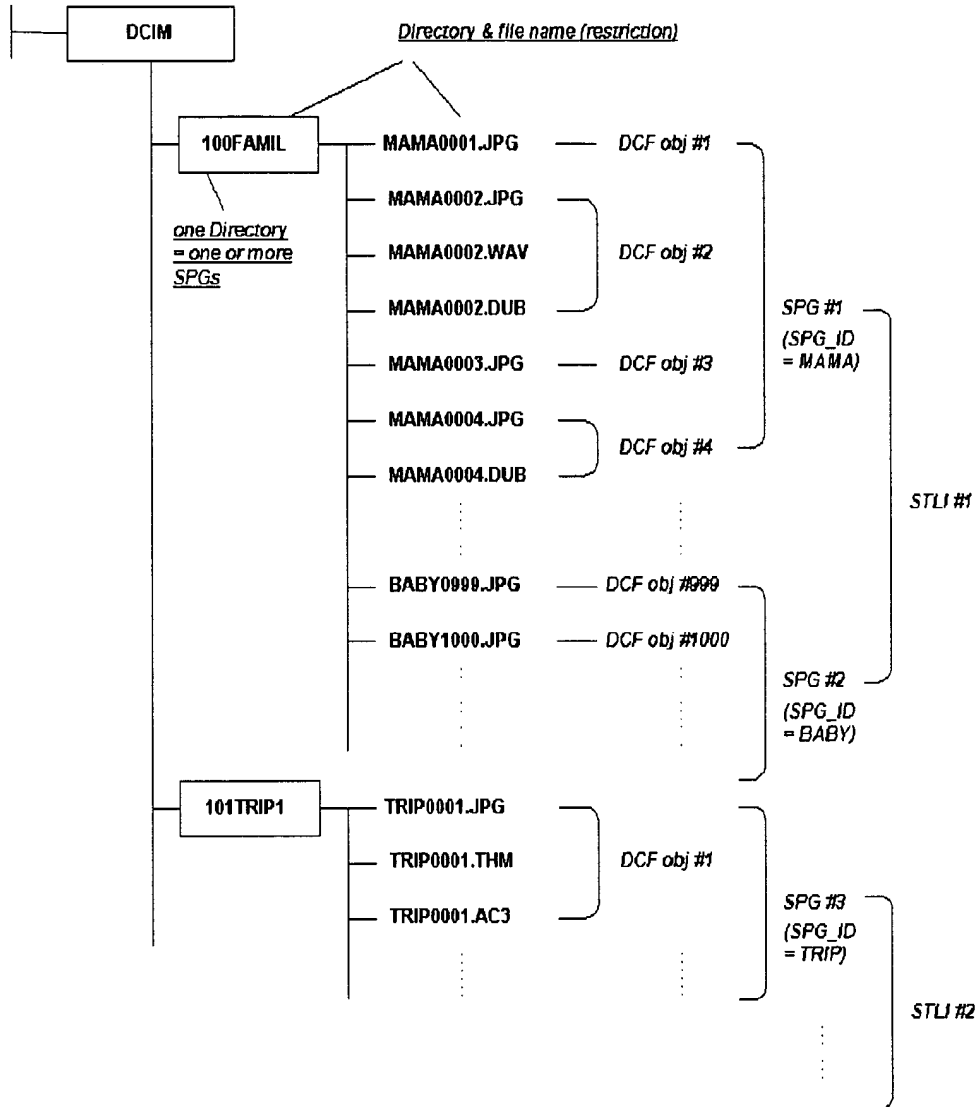 DCIM
Directory & file name (restriction)
100FAMIL
MAMA0001.JPG
DCF obj #1
one Directory
= one or more
SPGs
MAMA0002.JPG
MAMA0002.WAV
DCF obj #2
MAMA0002.DUB
SPG #1
(SPG_ID
= MAMA)
MAMA0003.JPG
DCF obj #3
MAMA0004.JPG
DCF obj #4
MAMA0004.DUB
STLI #1
BABY0999.JPG
DCF obj #999
BABY1000.JPG
DCF obj #1000
SPG #2
(SPG_ID
= BABY)
101TRIP1
TRIP0001.JPG
DCF obj #1
TRIP0001.THM
TRIP0001.AC3
SPG #3
(SPG_ID
= TRIP)
STLI #2